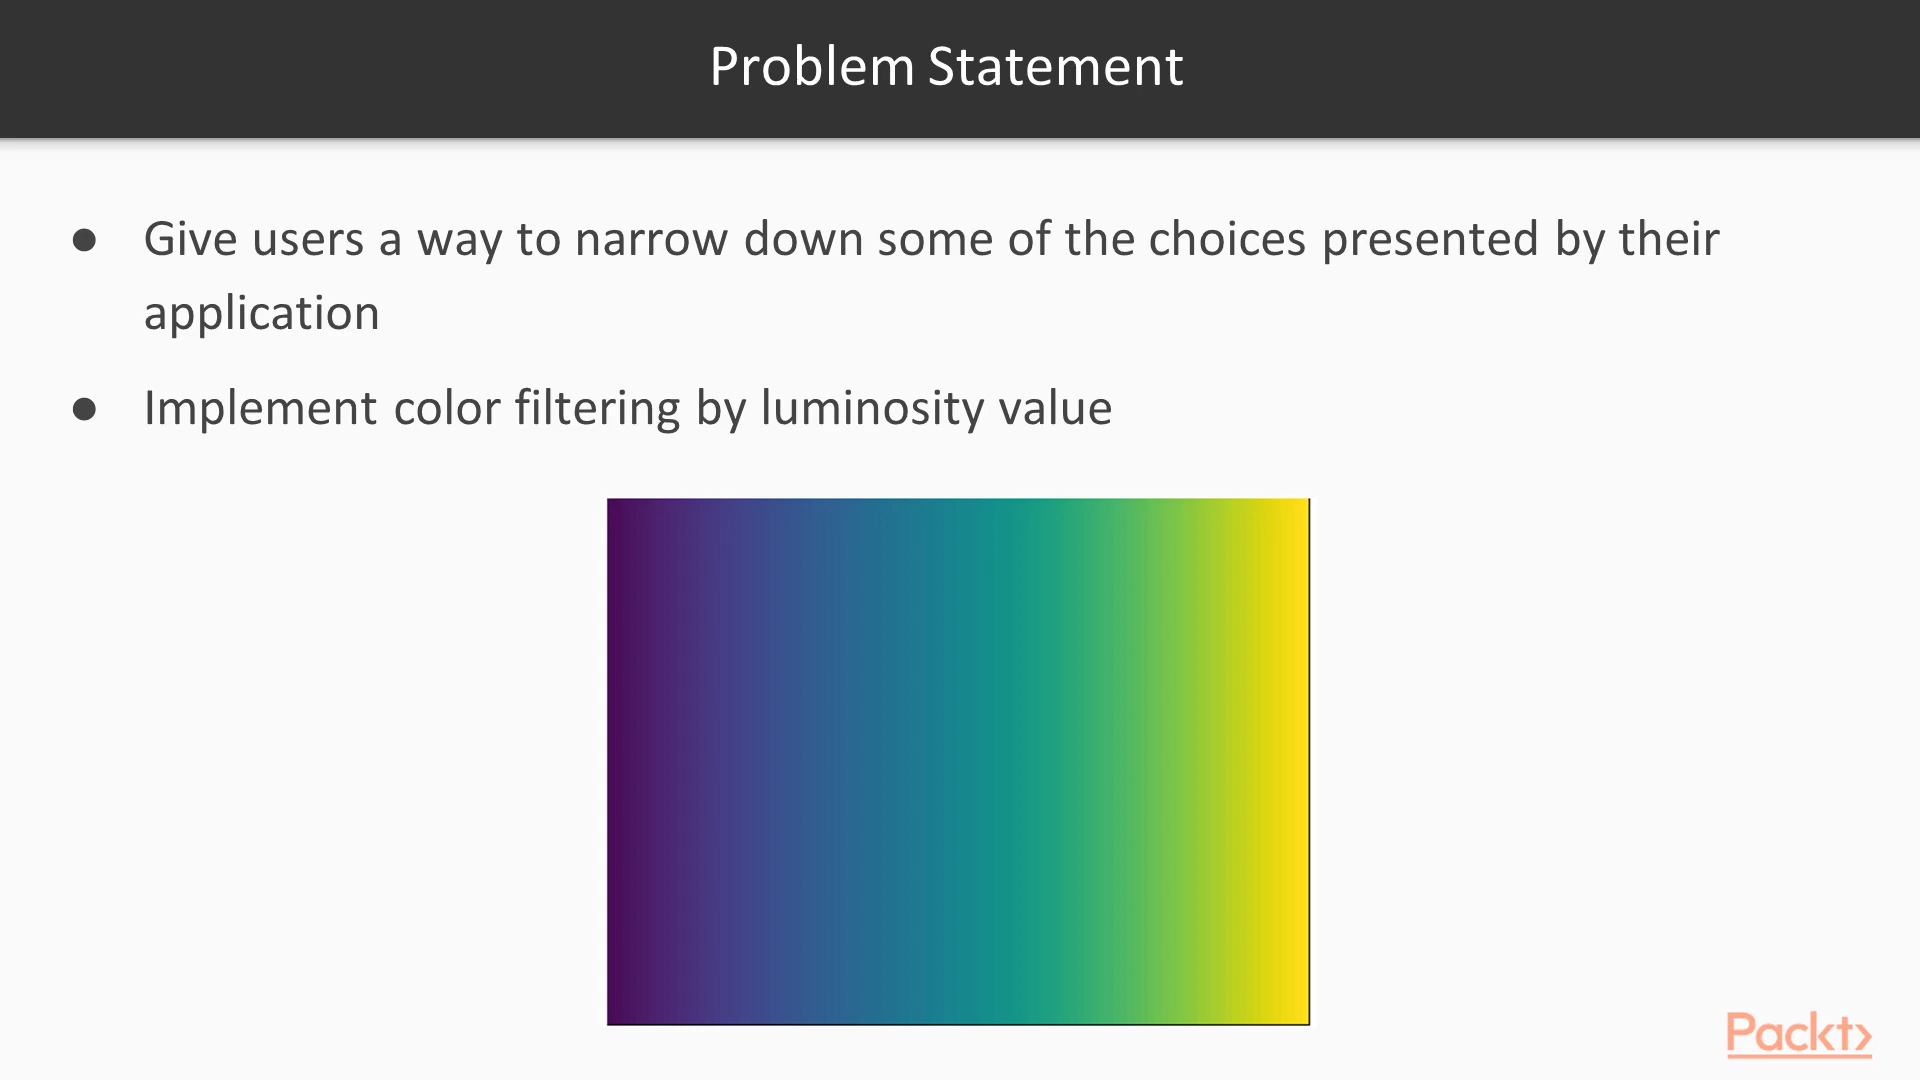 Problem Statement
● Give users a way to narrow down some of the choices presented by their
application
● Implement color filtering by luminosity value
Packt>